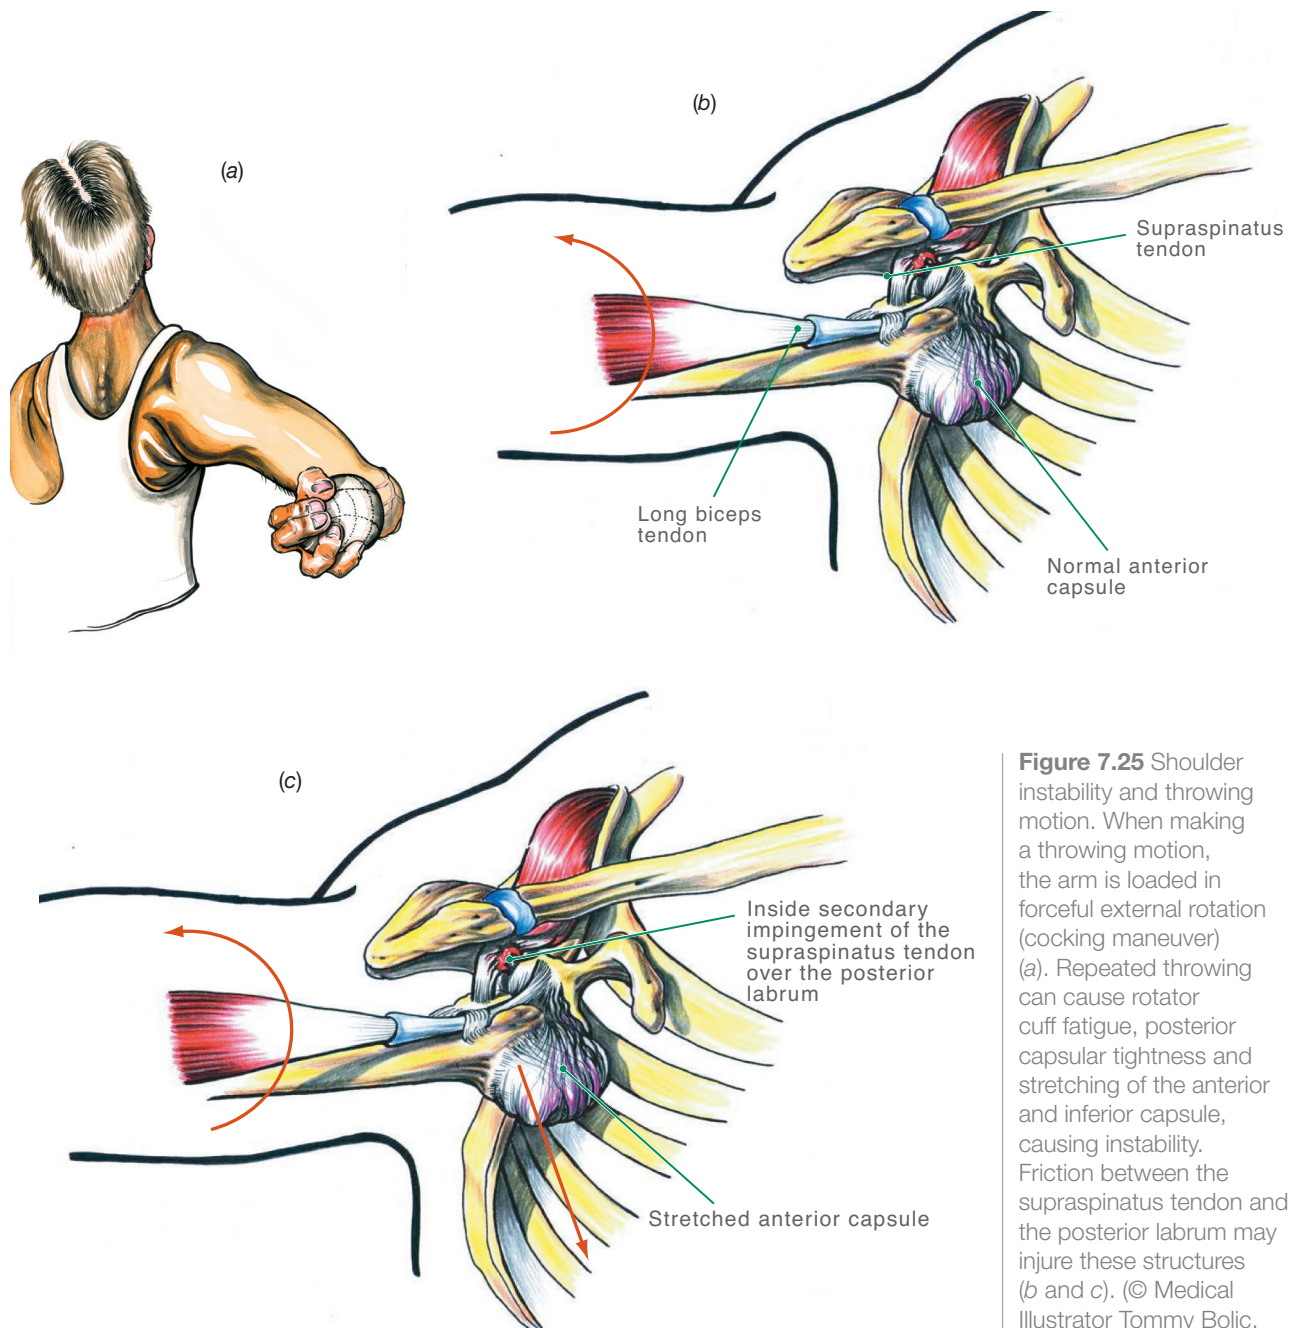 (a)
(b)
Supraspinatus
tendon
Long biceps
tendon
Normal anterior
capsule
(c)
Inside secondary
impingement of the
supraspinatus tendon
over the posterior
labrum
Stretched anterior capsule
Figure 7.25 Shoulder
instability and throwing
motion. When making
a throwing motion,
the arm is loaded in
forceful external rotation
(cocking maneuver)
(a). Repeated throwing
can cause rotator
cuff fatigue, posterior
capsular tightness and
stretching of the anterior
and inferior capsule,
causing instability.
Friction between the
supraspinatus tendon and
the posterior labrum may
injure these structures
(b and c). (© Medical
Illustrator Tommy Bolic,